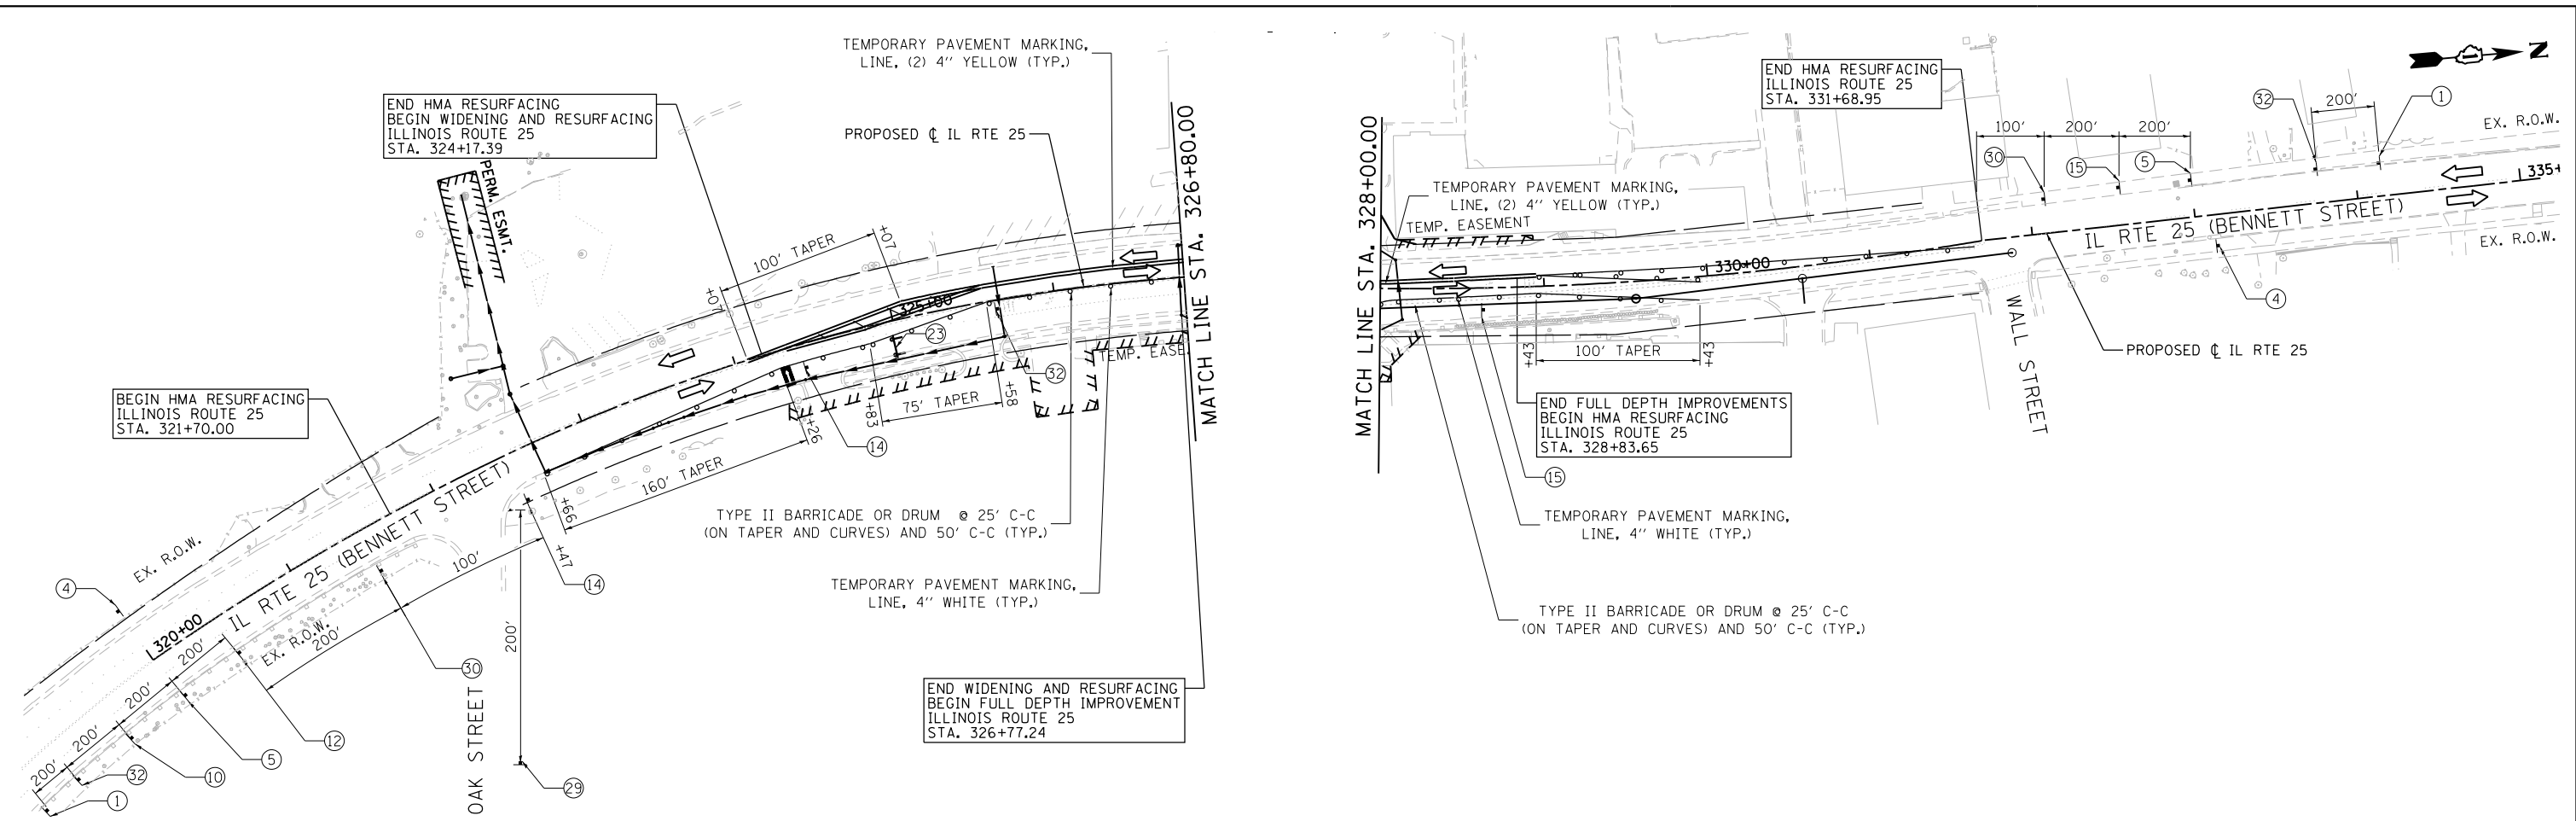 TEMPORARY PAVEMENT MARKING,
LINE, (2) 4'' YELLOW (TYP.)
END HMA RESURFACING
BEGIN WIDENING AND RESURFACING
ILLINOIS ROUTE 25
STA. 324+17.39
PROPOSED ℄ IL RTE 25
PERM. ESMT.
100' TAPER
+07
+07
325+00
23
TEMP. EASE.
MATCH LINE STA. 326+80.00
32
+58
75' TAPER
+83
+26
14
160' TAPER
+66
BEGIN HMA RESURFACING
ILLINOIS ROUTE 25
STA. 321+70.00
TYPE II BARRICADE OR DRUM @ 25' C-C
(ON TAPER AND CURVES) AND 50' C-C (TYP.)
+47
14
100'
EX. R.O.W.
4
IL RTE 25 (BENNETT STREET)
320+00
TEMPORARY PAVEMENT MARKING,
LINE, 4'' WHITE (TYP.)
200'
EX. R.O.W.
200'
30
200'
200'
200'
200'
12
5
10
32
1
OAK STREET
29
END WIDENING AND RESURFACING
BEGIN FULL DEPTH IMPROVEMENT
ILLINOIS ROUTE 25
STA. 326+77.24
N
END HMA RESURFACING
ILLINOIS ROUTE 25
STA. 331+68.95
32
200'
1
EX. R.O.W.
100'
200'
200'
30
15
5
335+
MATCH LINE STA. 328+00.00
TEMPORARY PAVEMENT MARKING,
LINE, (2) 4'' YELLOW (TYP.)
TEMP. EASEMENT
330+00
IL RTE 25 (BENNETT STREET)
EX. R.O.W.
4
WALL STREET
PROPOSED ℄ IL RTE 25
+43
100' TAPER
+43
END FULL DEPTH IMPROVEMENTS
BEGIN HMA RESURFACING
ILLINOIS ROUTE 25
STA. 328+83.65
15
TEMPORARY PAVEMENT MARKING,
LINE, 4'' WHITE (TYP.)
TYPE II BARRICADE OR DRUM @ 25' C-C
(ON TAPER AND CURVES) AND 50' C-C (TYP.)